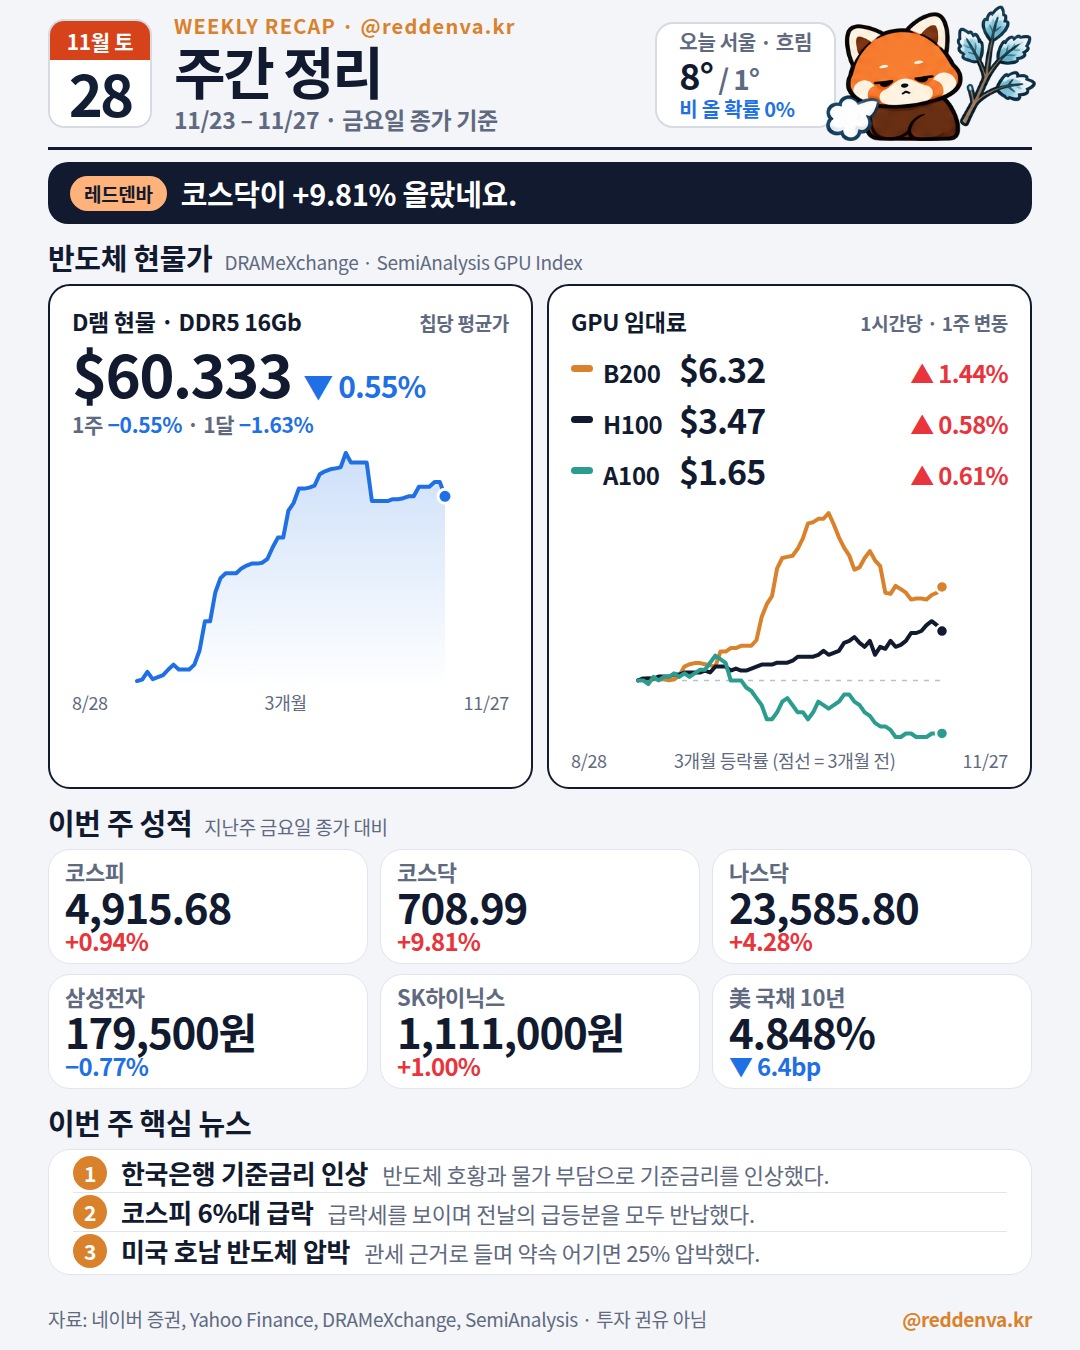 11월 토
28
WEEKLY RECAP · @reddenva.kr
주간 정리
11/23 – 11/27 · 금요일 종가 기준
오늘 서울 · 흐림
8° / 1°
비 올 확률 0%
레드덴바 코스닥이 +9.81% 올랐네요.
반도체 현물가 DRAMeXchange · SemiAnalysis GPU Index
D램 현물 · DDR5 16Gb 칩당 평균가
$60.333 ▼ 0.55%
1주 −0.55% · 1달 −1.63%
8/28 3개월 11/27
GPU 임대료 1시간당 · 1주 변동
B200 $6.32 ▲ 1.44%
H100 $3.47 ▲ 0.58%
A100 $1.65 ▲ 0.61%
8/28 3개월 등락률 (점선 = 3개월 전) 11/27
이번 주 성적 지난주 금요일 종가 대비
코스피
4,915.68
+0.94%
코스닥
708.99
+9.81%
나스닥
23,585.80
+4.28%
삼성전자
179,500원
−0.77%
SK하이닉스
1,111,000원
+1.00%
美 국채 10년
4.848%
▼ 6.4bp
이번 주 핵심 뉴스
1 한국은행 기준금리 인상 반도체 호황과 물가 부담으로 기준금리를 인상했다.
2 코스피 6%대 급락 급락세를 보이며 전날의 급등분을 모두 반납했다.
3 미국 호남 반도체 압박 관세 근거로 들며 약속 어기면 25% 압박했다.
자료: 네이버 증권, Yahoo Finance, DRAMeXchange, SemiAnalysis · 투자 권유 아님
@reddenva.kr